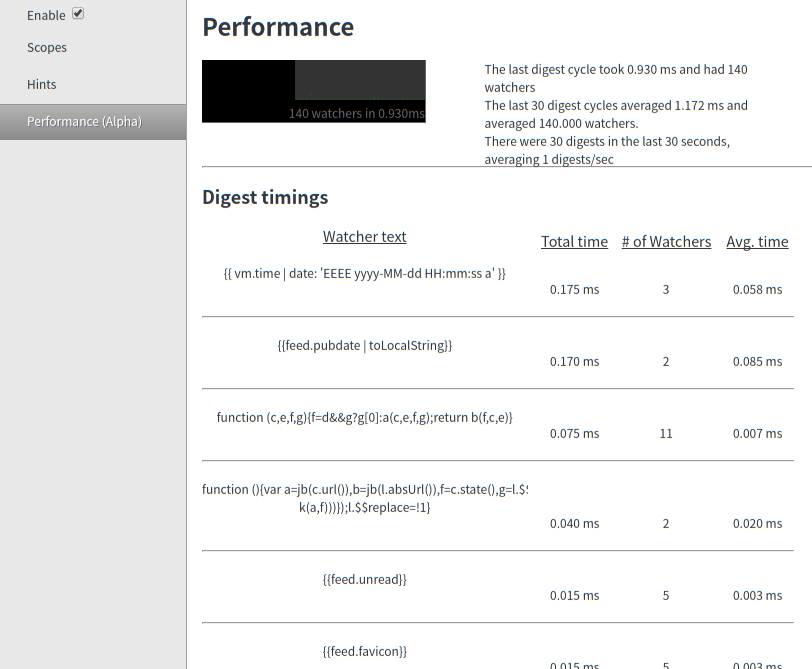 Enable
Scopes
Hints
Performance (Alpha)
Performance
140 watchers in 0.930ms
The last digest cycle took 0.930 ms and had 140
watchers
The last 30 digest cycles averaged 1.172 ms and
averaged 140.000 watchers.
There were 30 digests in the last 30 seconds,
averaging 1 digests/sec
Digest timings
Watcher text Total time # of Watchers Avg. time
{{ vm.time | date: 'EEEE yyyy-MM-dd HH:mm:ss a' }}
0.175 ms 3 0.058 ms
{{feed.pubdate | toLocalString}}
0.170 ms 2 0.085 ms
function (c,e,f,g){f=d&&g?g[0]:a(c,e,f,g);return b(f,c,e)}
0.075 ms 11 0.007 ms
function (){var a=jb(c.url()),b=jb(l.absUrl()),f=c.state(),g=l.$
k(a,f)))});l.$$replace=!1}
0.040 ms 2 0.020 ms
{{feed.unread}}
0.015 ms 5 0.003 ms
{{feed.favicon}}
0.015 ms 5 0.003 ms